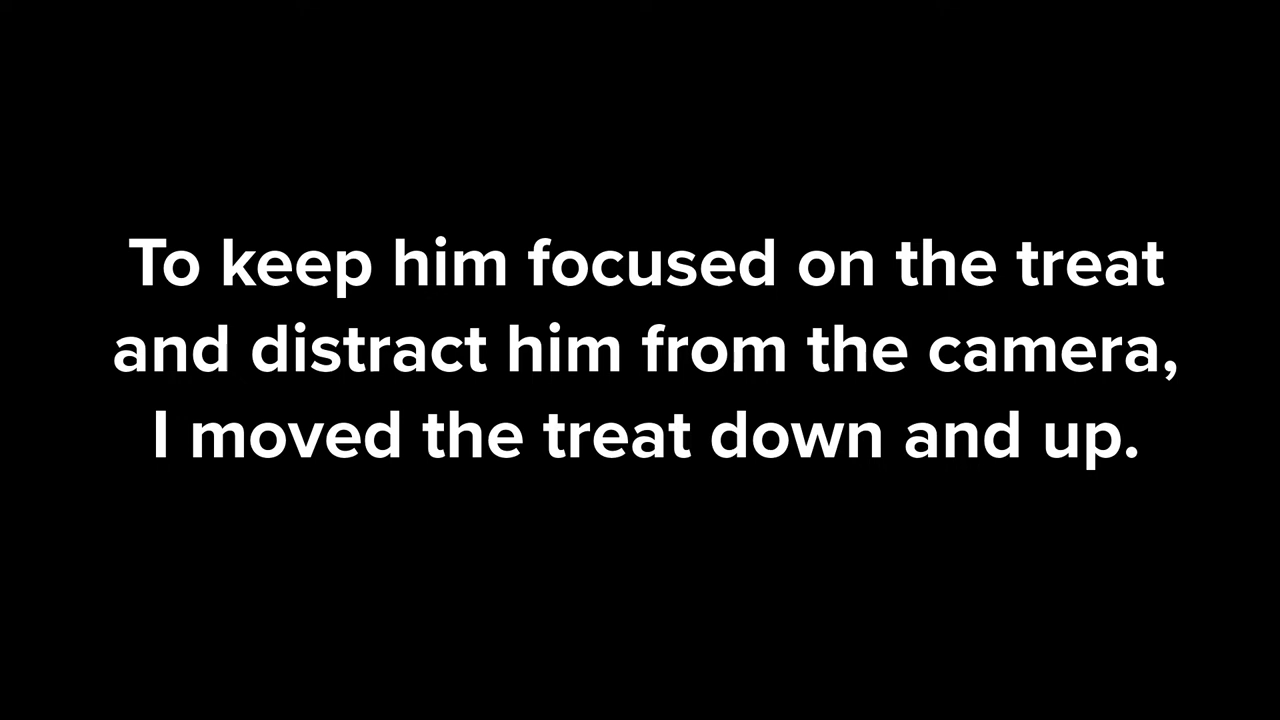 To keep him focused on the treat
and distract him from the camera,
I moved the treat down and up.